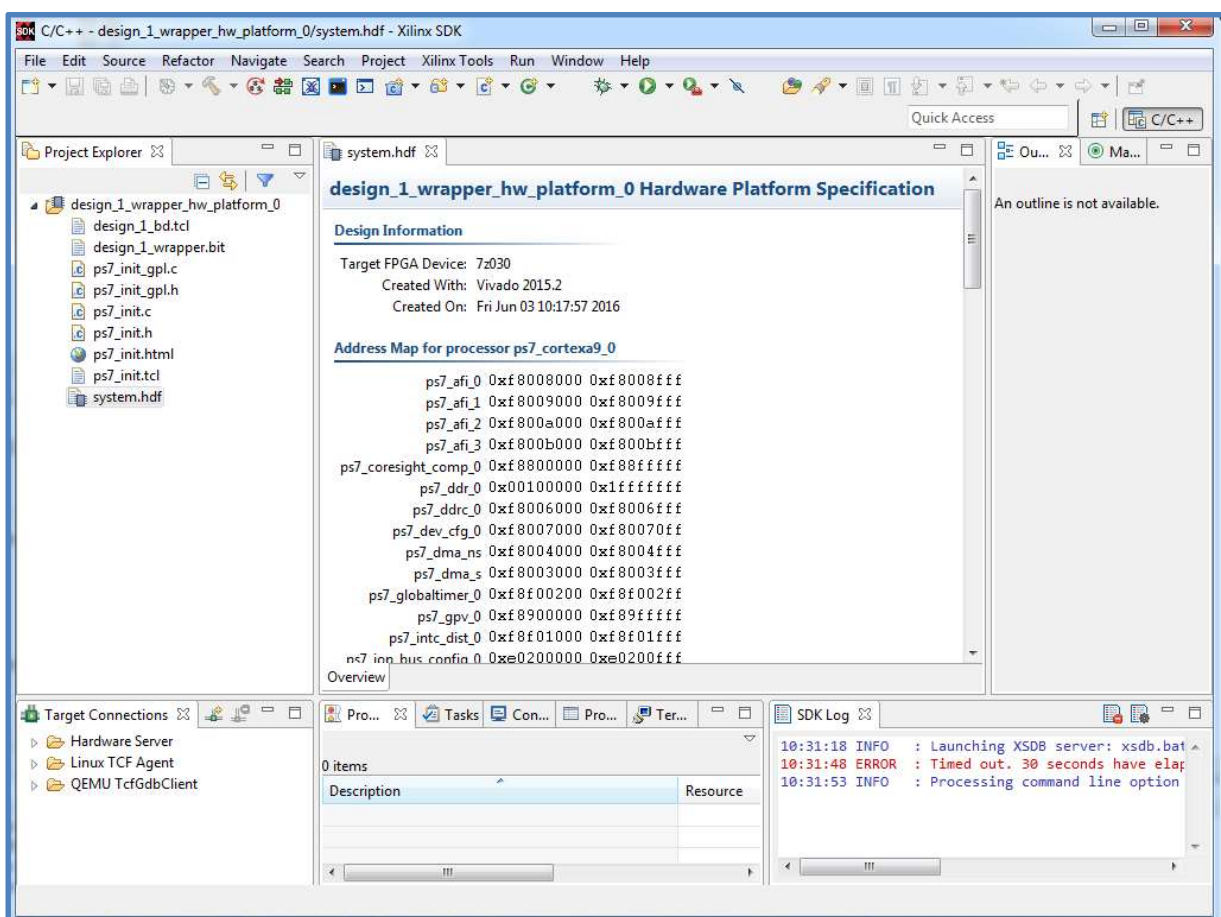 C/C++ - design_1_wrapper_hw_platform_0/system.hdf - Xilinx SDK
File Edit Source Refactor Navigate Search Project Xilinx Tools Run Window Help
Quick Access
C/C++
Project Explorer
design_1_wrapper_hw_platform_0
design_1_bd.tcl
design_1_wrapper.bit
ps7_init_gpl.c
ps7_init_gpl.h
ps7_init.c
ps7_init.h
ps7_init.html
ps7_init.tcl
system.hdf
system.hdf
design_1_wrapper_hw_platform_0 Hardware Platform Specification
Design Information
Target FPGA Device: 7z030
Created With: Vivado 2015.2
Created On: Fri Jun 03 10:17:57 2016
Address Map for processor ps7_cortexa9_0
ps7_afi_0 0xf8008000 0xf8008fff
ps7_afi_1 0xf8009000 0xf8009fff
ps7_afi_2 0xf800a000 0xf800afff
ps7_afi_3 0xf800b000 0xf800bfff
ps7_coresight_comp_0 0xf8800000 0xf88fffff
ps7_ddr_0 0x00100000 0x1fffffff
ps7_ddrc_0 0xf8006000 0xf8006fff
ps7_dev_cfg_0 0xf8007000 0xf80070ff
ps7_dma_ns 0xf8004000 0xf8004fff
ps7_dma_s 0xf8003000 0xf8003fff
ps7_globaltimer_0 0xf8f00200 0xf8f002ff
ps7_gpv_0 0xf8900000 0xf89fffff
ps7_intc_dist_0 0xf8f01000 0xf8f01fff
ps7_iop_bus_config_0 0xe0200000 0xe0200fff
Overview
Ou... Ma...
An outline is not available.
Target Connections
Hardware Server
Linux TCF Agent
QEMU TcfGdbClient
Pro... Tasks Con... Pro... Ter...
0 items
Description Resource
SDK Log
10:31:18 INFO : Launching XSDB server: xsdb.bat
10:31:48 ERROR : Timed out. 30 seconds have elap
10:31:53 INFO : Processing command line option